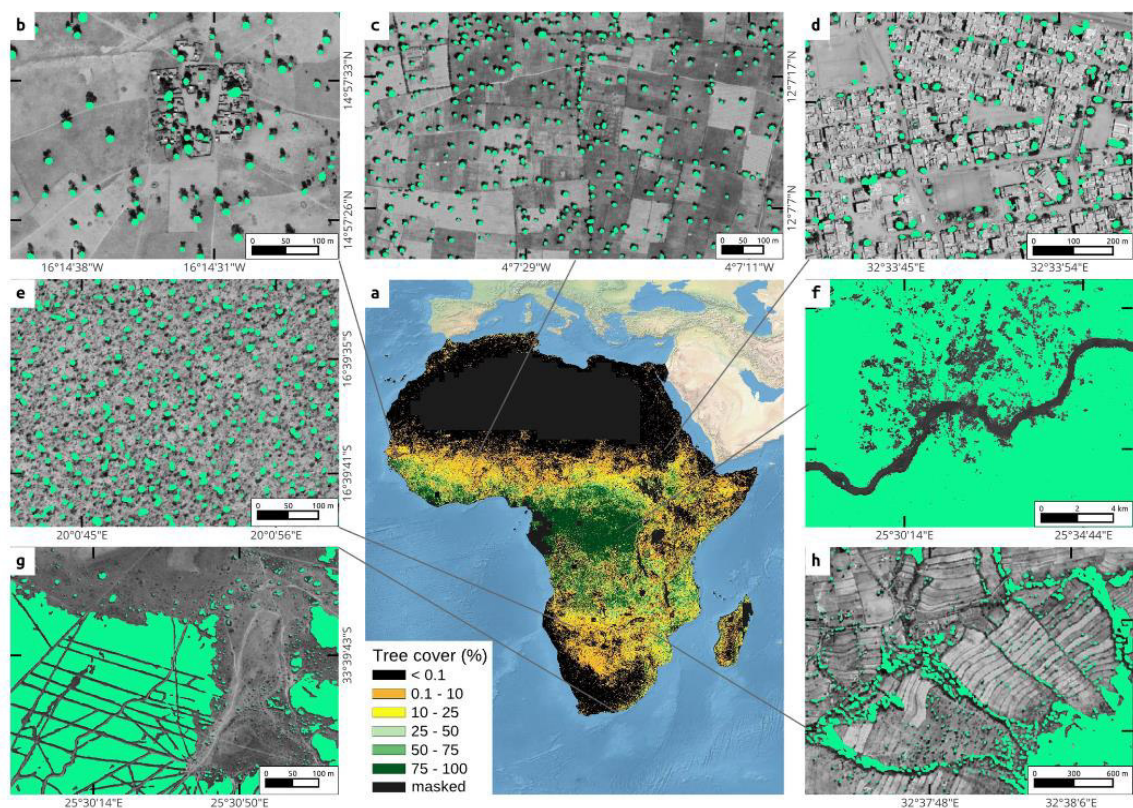 b
14°57'33"N
14°57'26"N
0 50 100 m
16°14'38"W
16°14'31"W
c
12°7'17"N
12°7'7"N
0 50 100 m
4°7'29"W
4°7'11"W
d
0 100 200 m
32°33'45"E
32°33'54"E
e
16°39'35"S
16°39'41"S
0 50 100 m
20°0'45"E
20°0'56"E
a
Tree cover (%)
< 0.1
0.1 - 10
10 - 25
25 - 50
50 - 75
75 - 100
masked
f
0 2 4 km
25°30'14"E
25°34'44"E
g
33°39'43"S
0 50 100 m
25°30'14"E
25°30'50"E
h
0 300 600 m
32°37'48"E
32°38'6"E